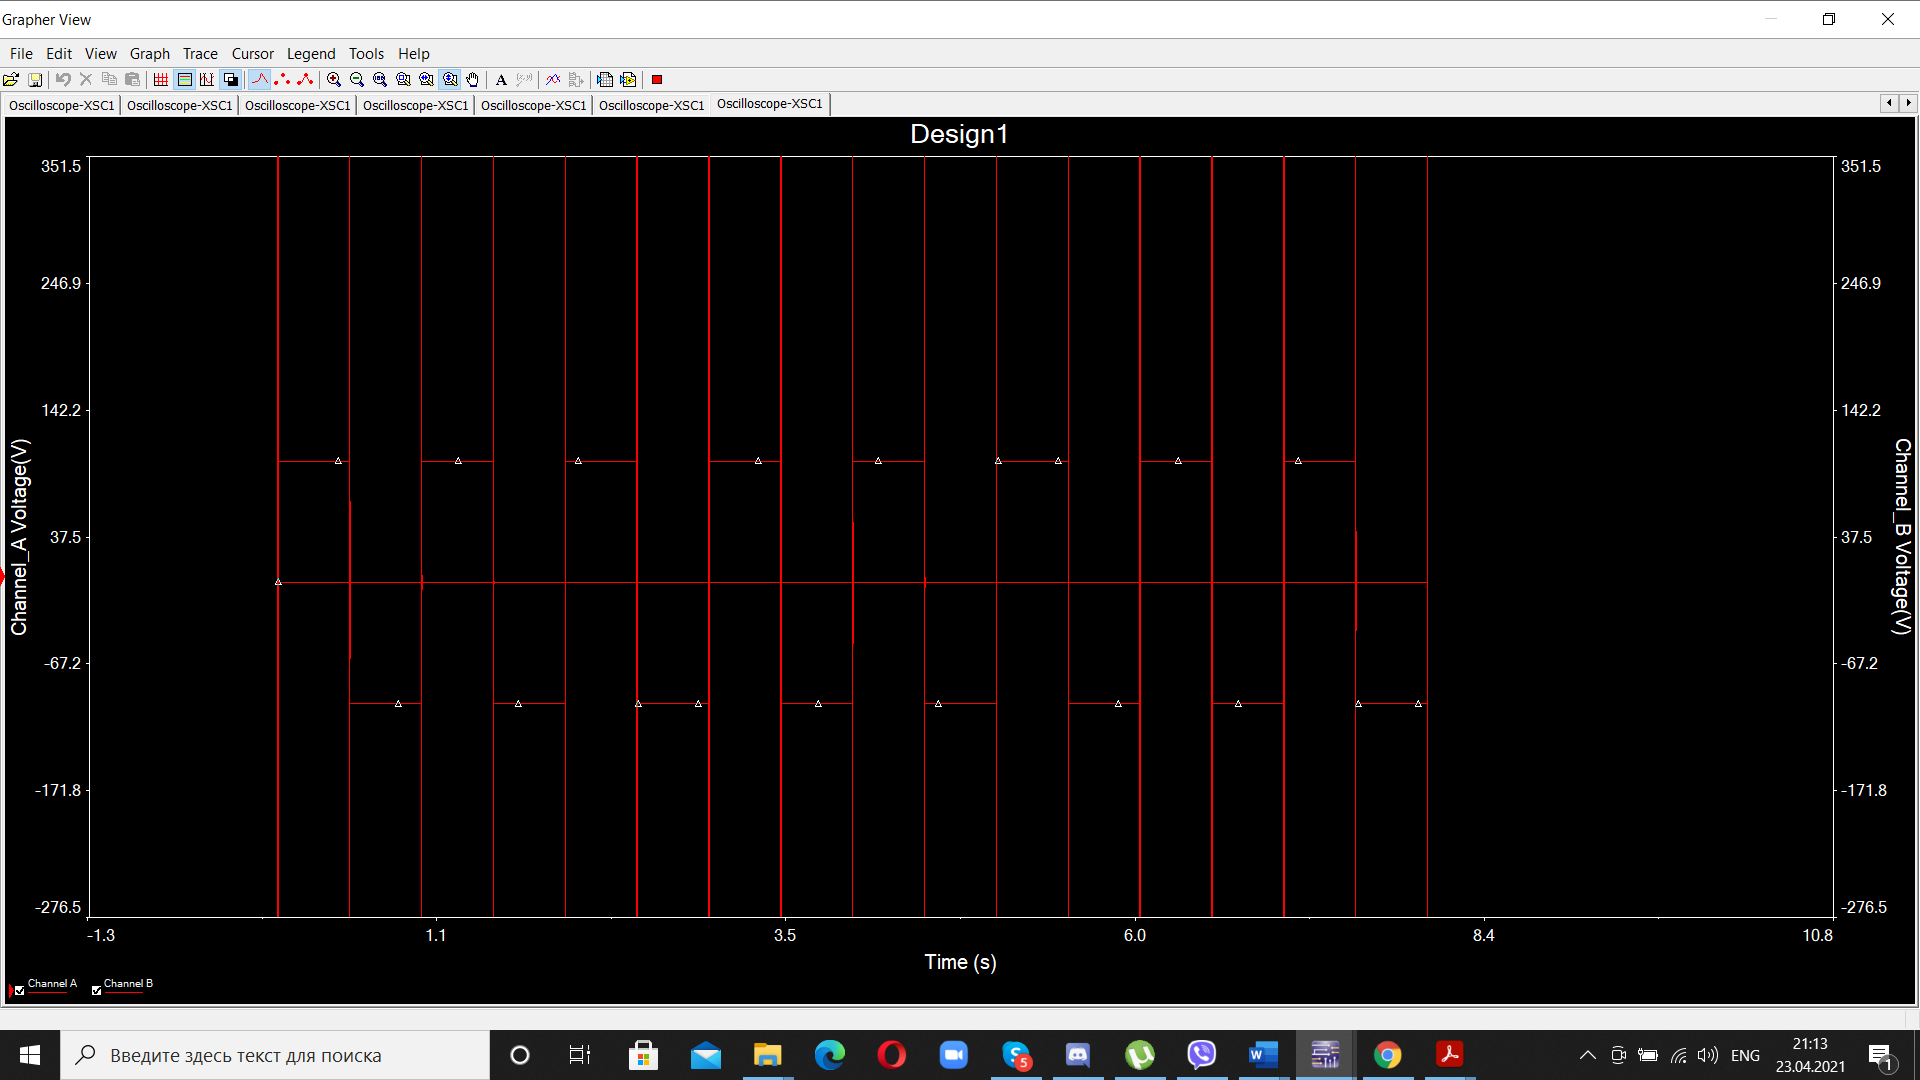 Grapher View
File Edit View Graph Trace Cursor Legend Tools Help
A
Oscilloscope-XSC1 Oscilloscope-XSC1 Oscilloscope-XSC1 Oscilloscope-XSC1 Oscilloscope-XSC1 Oscilloscope-XSC1 Oscilloscope-XSC1
Design1
351.5 351.5
246.9 246.9
142.2 142.2
37.5 37.5
-67.2 -67.2
-171.8 -171.8
-276.5 -276.5
Channel_A Voltage(V)
Channel_B Voltage(V)
-1.3 1.1 3.5 6.0 8.4 10.8
Time (s)
Channel A Channel B
Введите здесь текст для поиска
S 5
W
ENG
21:13
23.04.2021
1